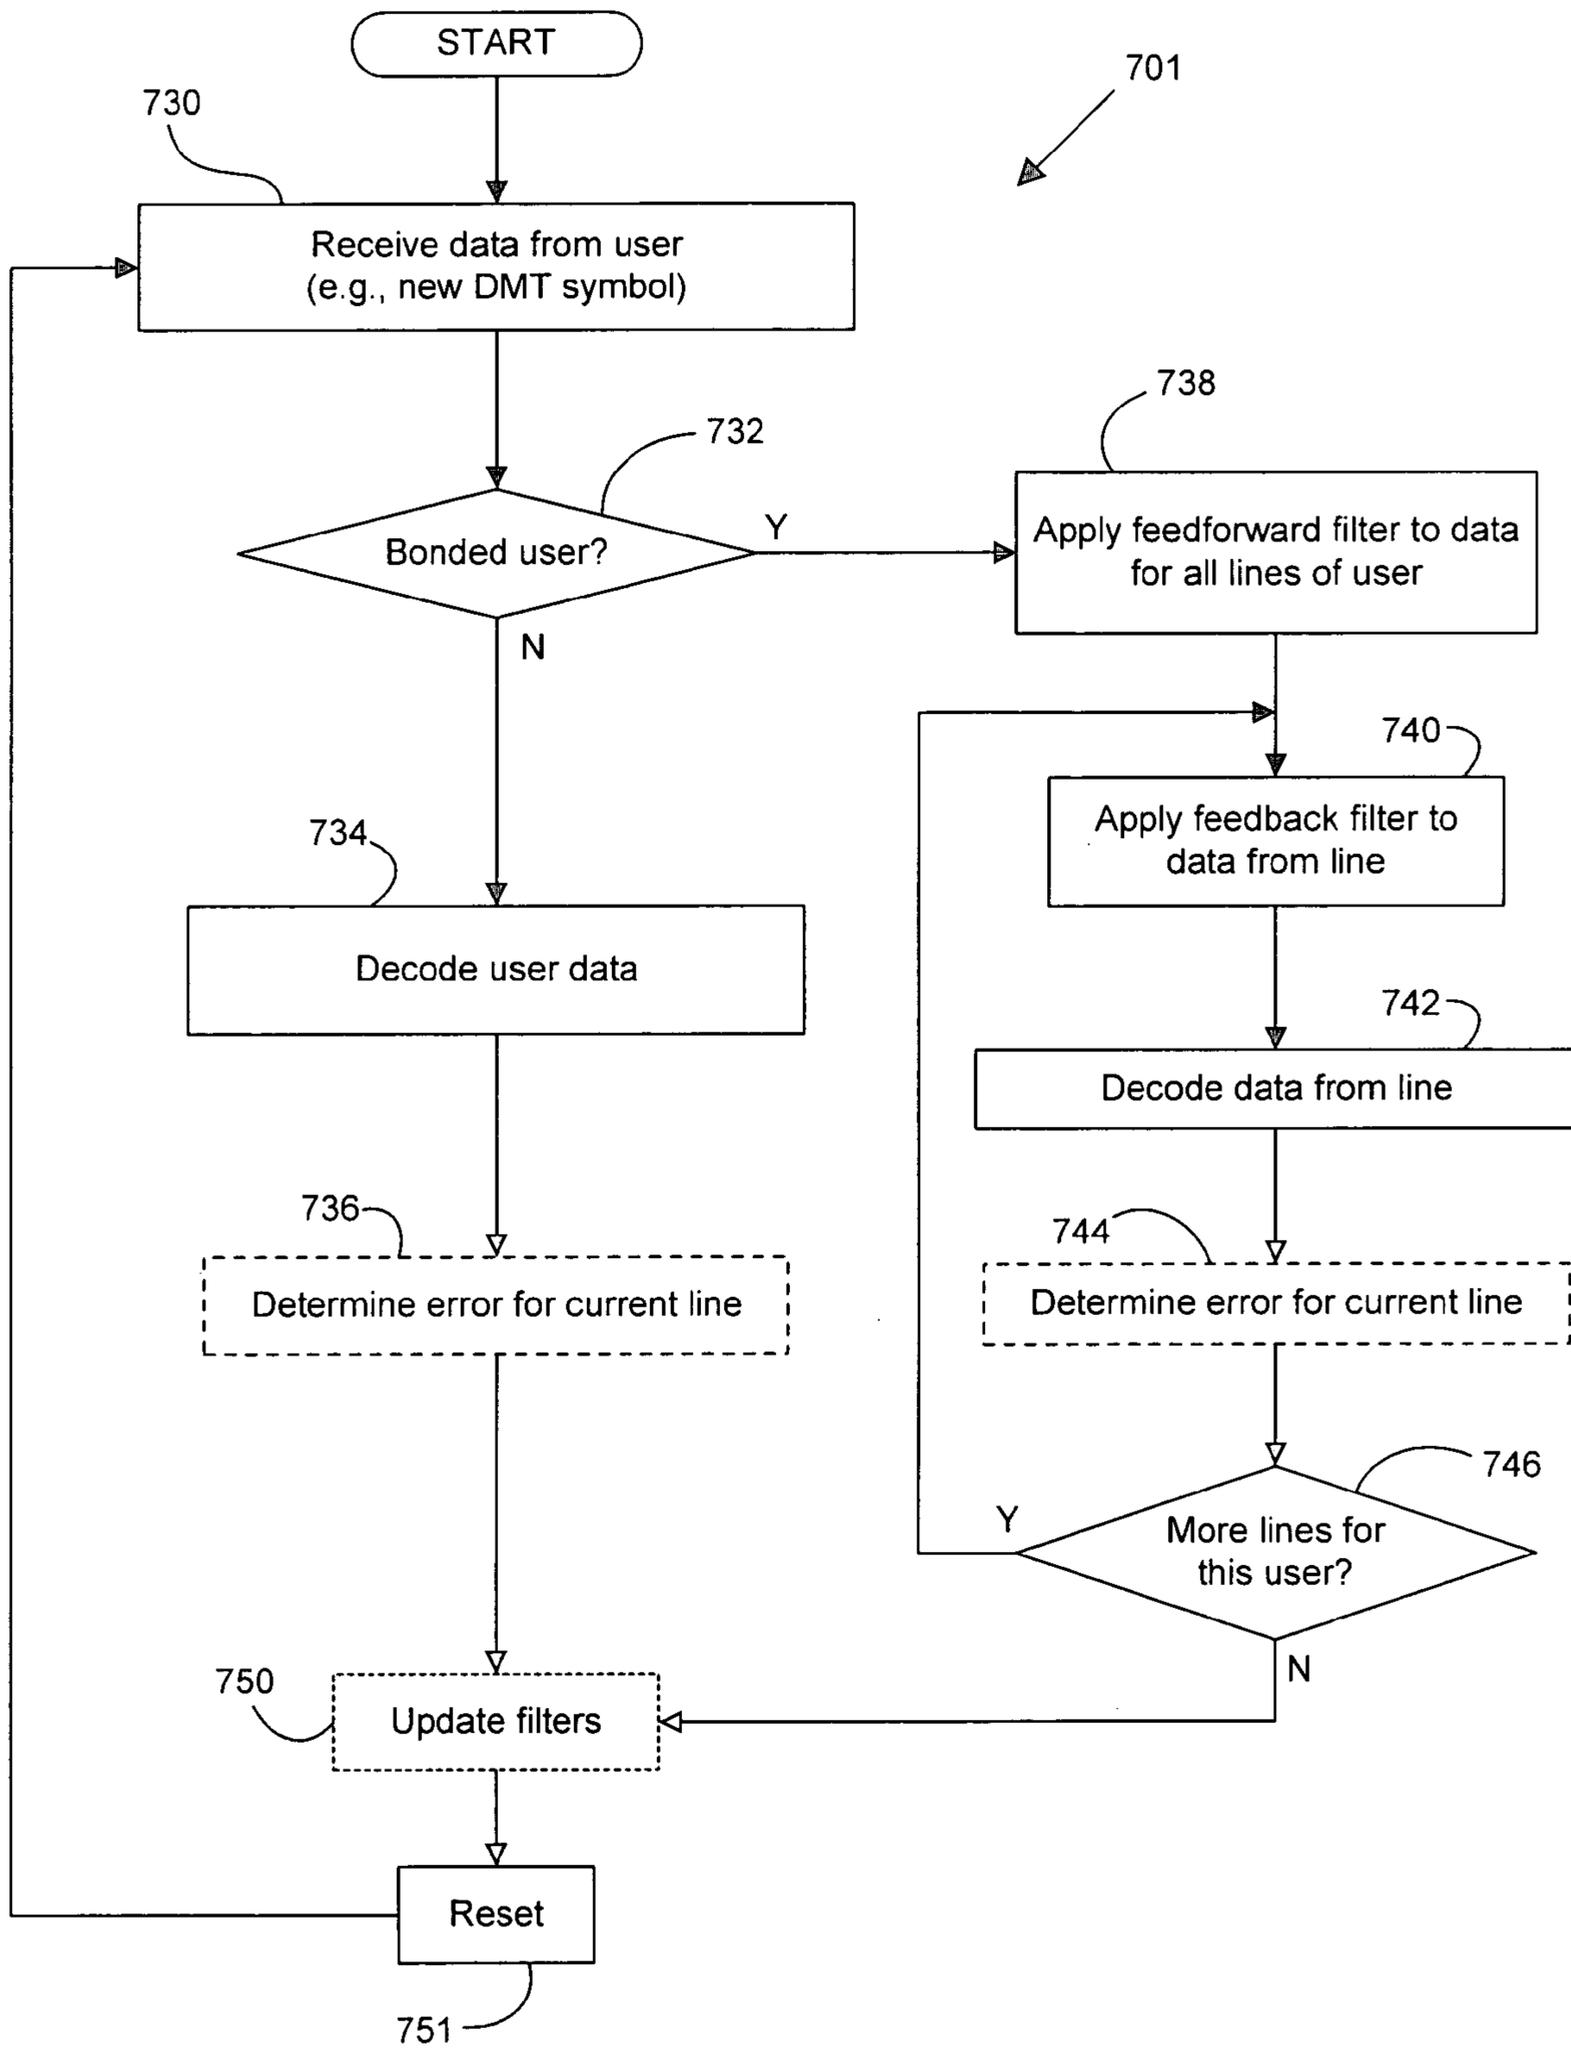 START
701
730
Receive data from user
(e.g., new DMT symbol)
738
732
Bonded user?
Y
Apply feedforward filter to data
for all lines of user
N
740
Apply feedback filter to
data from line
734
Decode user data
742
Decode data from line
736
Determine error for current line
744
Determine error for current line
746
Y
More lines for
this user?
N
750
Update filters
Reset
751